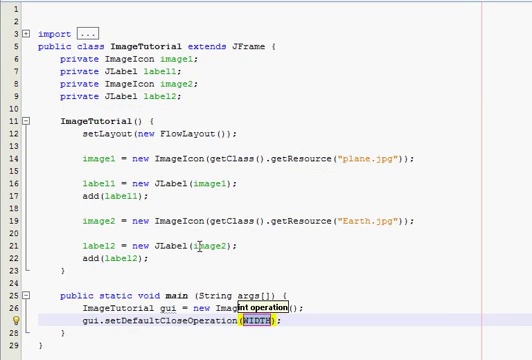 1
2
3 import ...
5 public class ImageTutorial extends JFrame {
6 private ImageIcon image1;
7 private JLabel label1;
8 private ImageIcon image2;
9 private JLabel label2;
10
11 ImageTutorial() {
12 setLayout(new FlowLayout());
13
14 image1 = new ImageIcon(getClass().getResource("plane.jpg"));
15
16 label1 = new JLabel(image1);
17 add(label1);
18
19 image2 = new ImageIcon(getClass().getResource("Earth.jpg"));
20
21 label2 = new JLabel(image2);
22 add(label2);
23 }
24
25 public static void main (String args[]) {
26 ImageTutorial gui = new Imag int operation ();
gui.setDefaultCloseOperation(WIDTH);
28 }
29 }